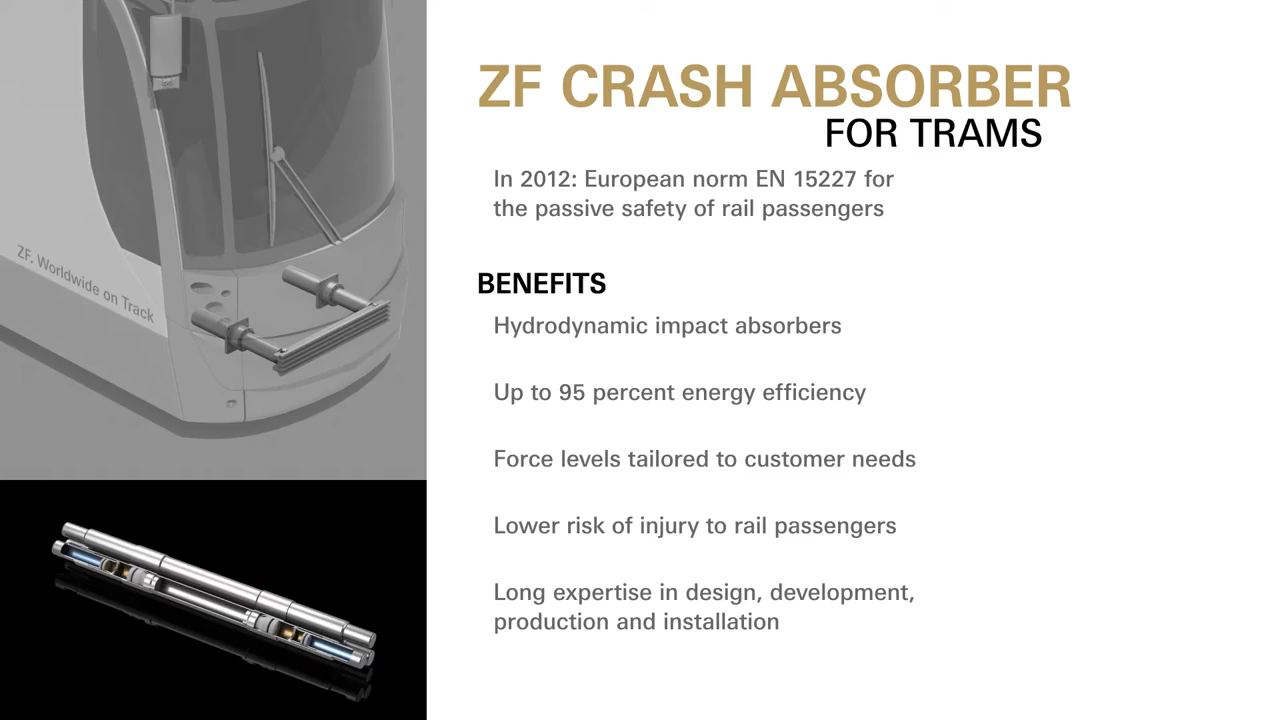 ZF CRASH ABSORBER
FOR TRAMS
In 2012: European norm EN 15227 for
the passive safety of rail passengers
BENEFITS
Hydrodynamic impact absorbers
Up to 95 percent energy efficiency
Force levels tailored to customer needs
Lower risk of injury to rail passengers
Long expertise in design, development,
production and installation
ZF. Worldwide on Track